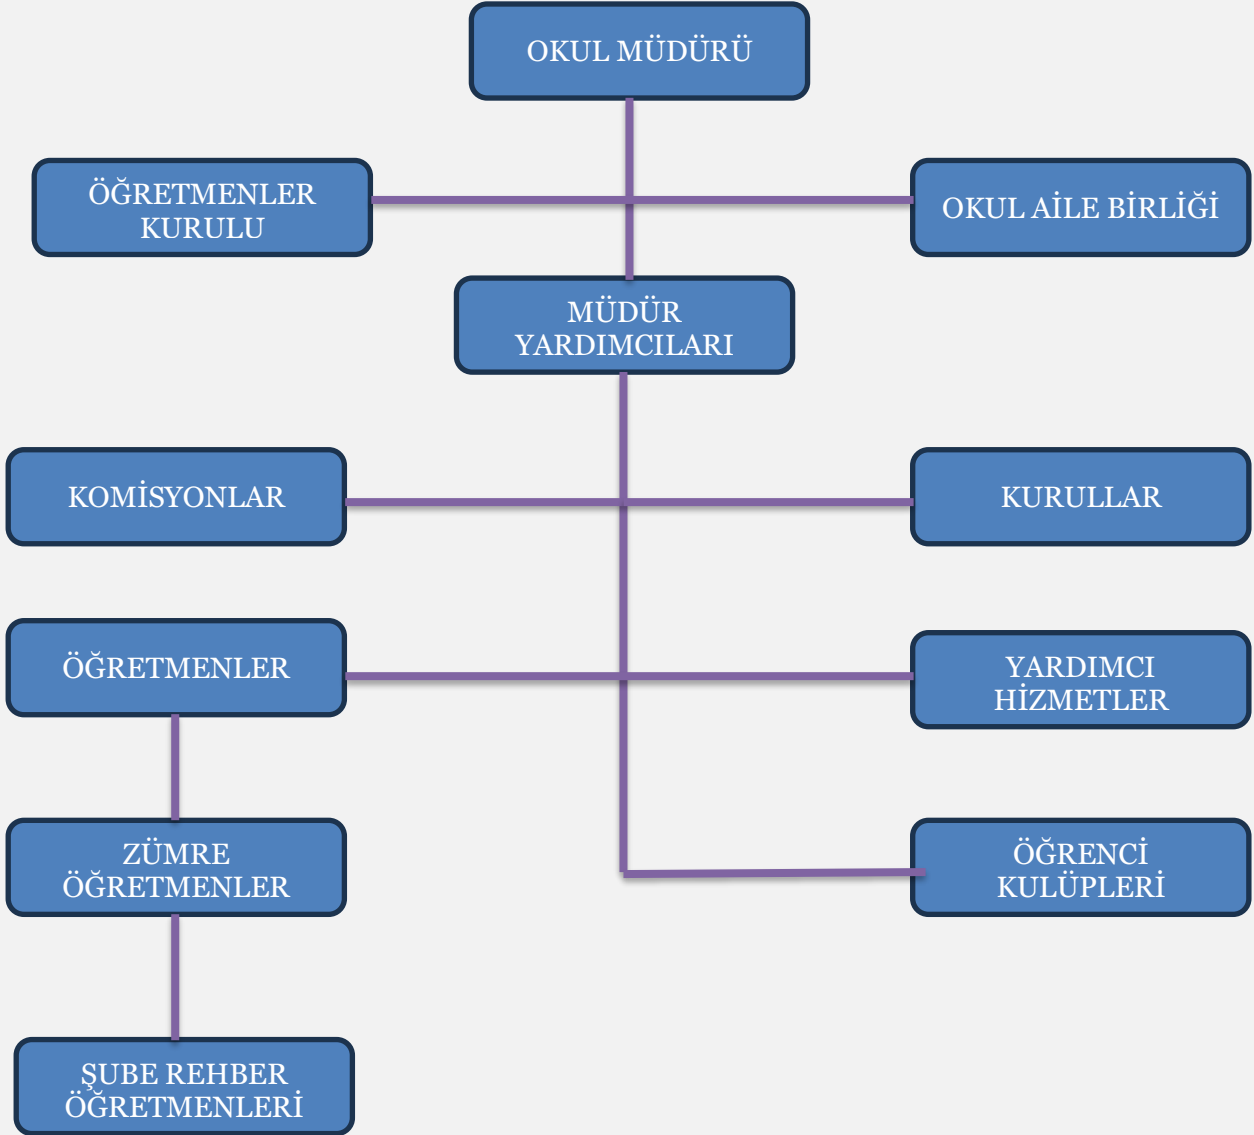 OKUL MÜDÜRÜ
ÖĞRETMENLER
KURULU
OKUL AİLE BİRLİĞİ
MÜDÜR
YARDIMCILARI
KOMİSYONLAR
KURULLAR
ÖĞRETMENLER
YARDIMCI
HİZMETLER
ZÜMRE
ÖĞRETMENLER
ÖĞRENCİ
KULÜPLERİ
ŞUBE REHBER
ÖĞRETMENLERİ